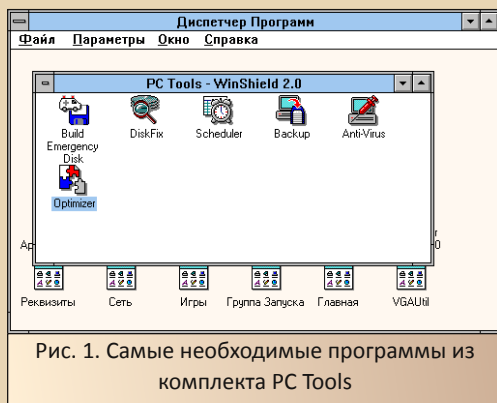 Диспетчер Программ
Файл Параметры Окно Справка
PC Tools - WinShield 2.0
Build Emergency Disk
DiskFix
Scheduler
Backup
Anti-Virus
Optimizer
Реквизиты
Сеть
Игры
Группа Запуска
Главная
VGAUtil
Рис. 1. Самые необходимые программы из
комплекта PC Tools